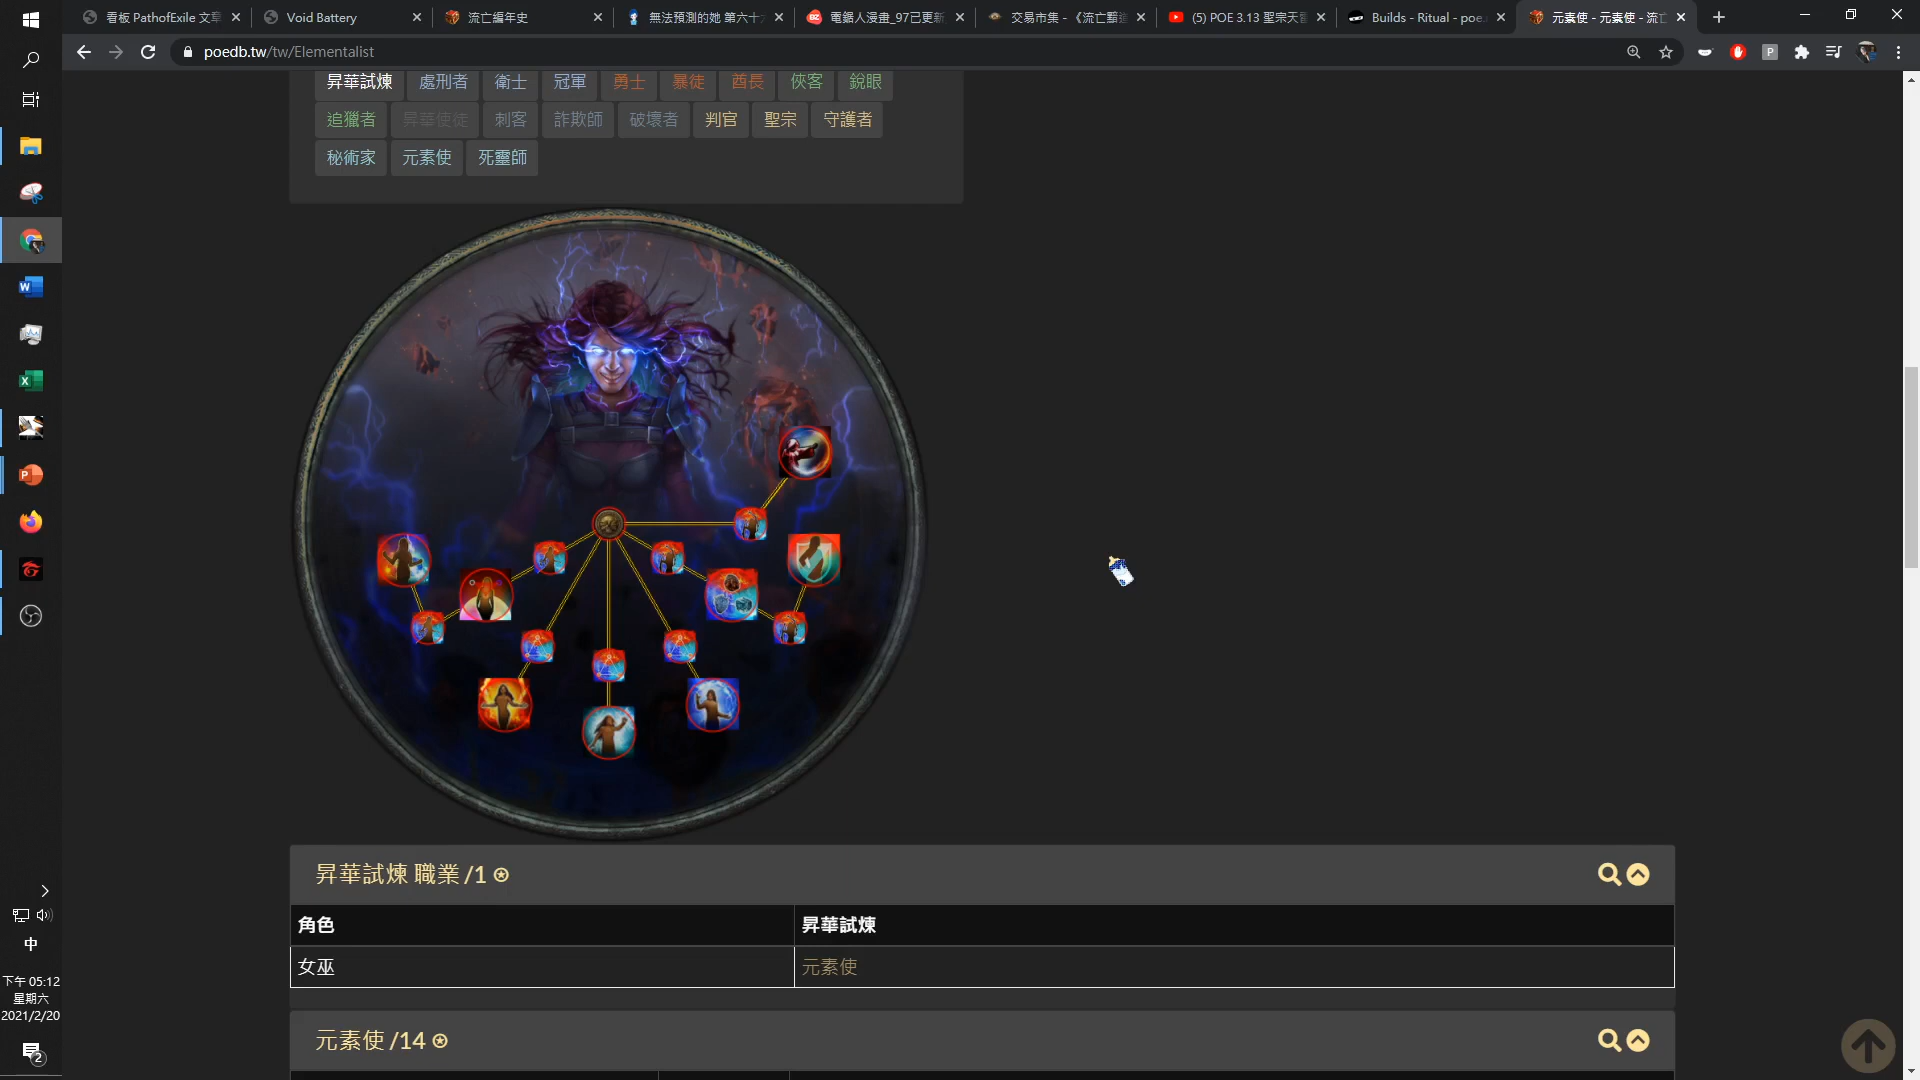 看板 PathofExile 文章
Void Battery
流亡編年史
無法預測的她 第六十
電鋸人漫畫_97已更新
交易市集 - 《流亡黯道
(5) POE 3.13 聖宗天
Builds - Ritual - poe.
元素使 - 元素使 - 流亡
poedb.tw/tw/Elementalist
昇華試煉 處刑者 衛士 冠軍 勇士 暴徒 酋長 俠客 銳眼
追獵者 昇華使徒 刺客 詐欺師 破壞者 判官 聖宗 守護者
秘術家 元素使 死靈師
昇華試煉 職業 /1
角色 昇華試煉
女巫 元素使
元素使 /14
中
下午 05:12
星期六
2021/2/20
2